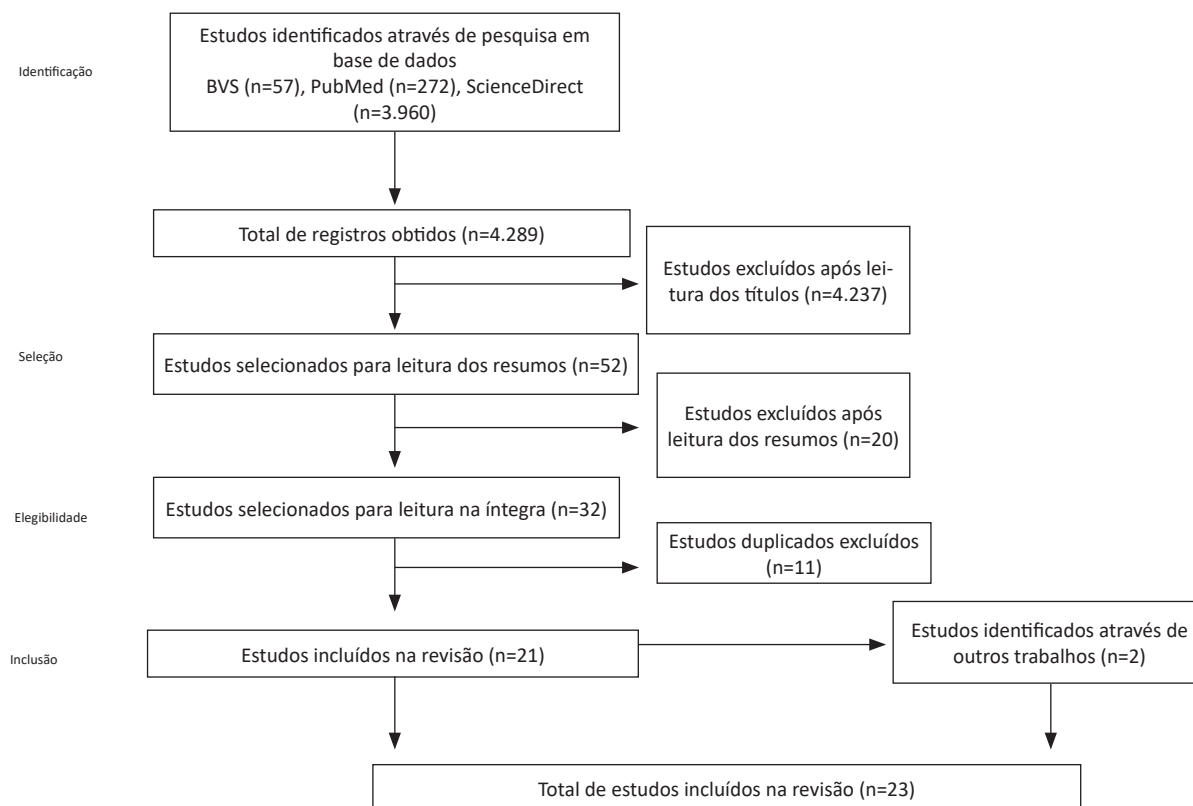 Estudos identificados através de pesquisa em
base de dados
BVS (n=57), PubMed (n=272), ScienceDirect
(n=3.960)
Identificação
Total de registros obtidos (n=4.289)
Estudos excluídos após lei-
tura dos títulos (n=4.237)
Seleção
Estudos selecionados para leitura dos resumos (n=52)
Estudos excluídos após
leitura dos resumos (n=20)
Elegibilidade
Estudos selecionados para leitura na íntegra (n=32)
Estudos duplicados excluídos
(n=11)
Inclusão
Estudos incluídos na revisão (n=21)
Estudos identificados através de
outros trabalhos (n=2)
Total de estudos incluídos na revisão (n=23)